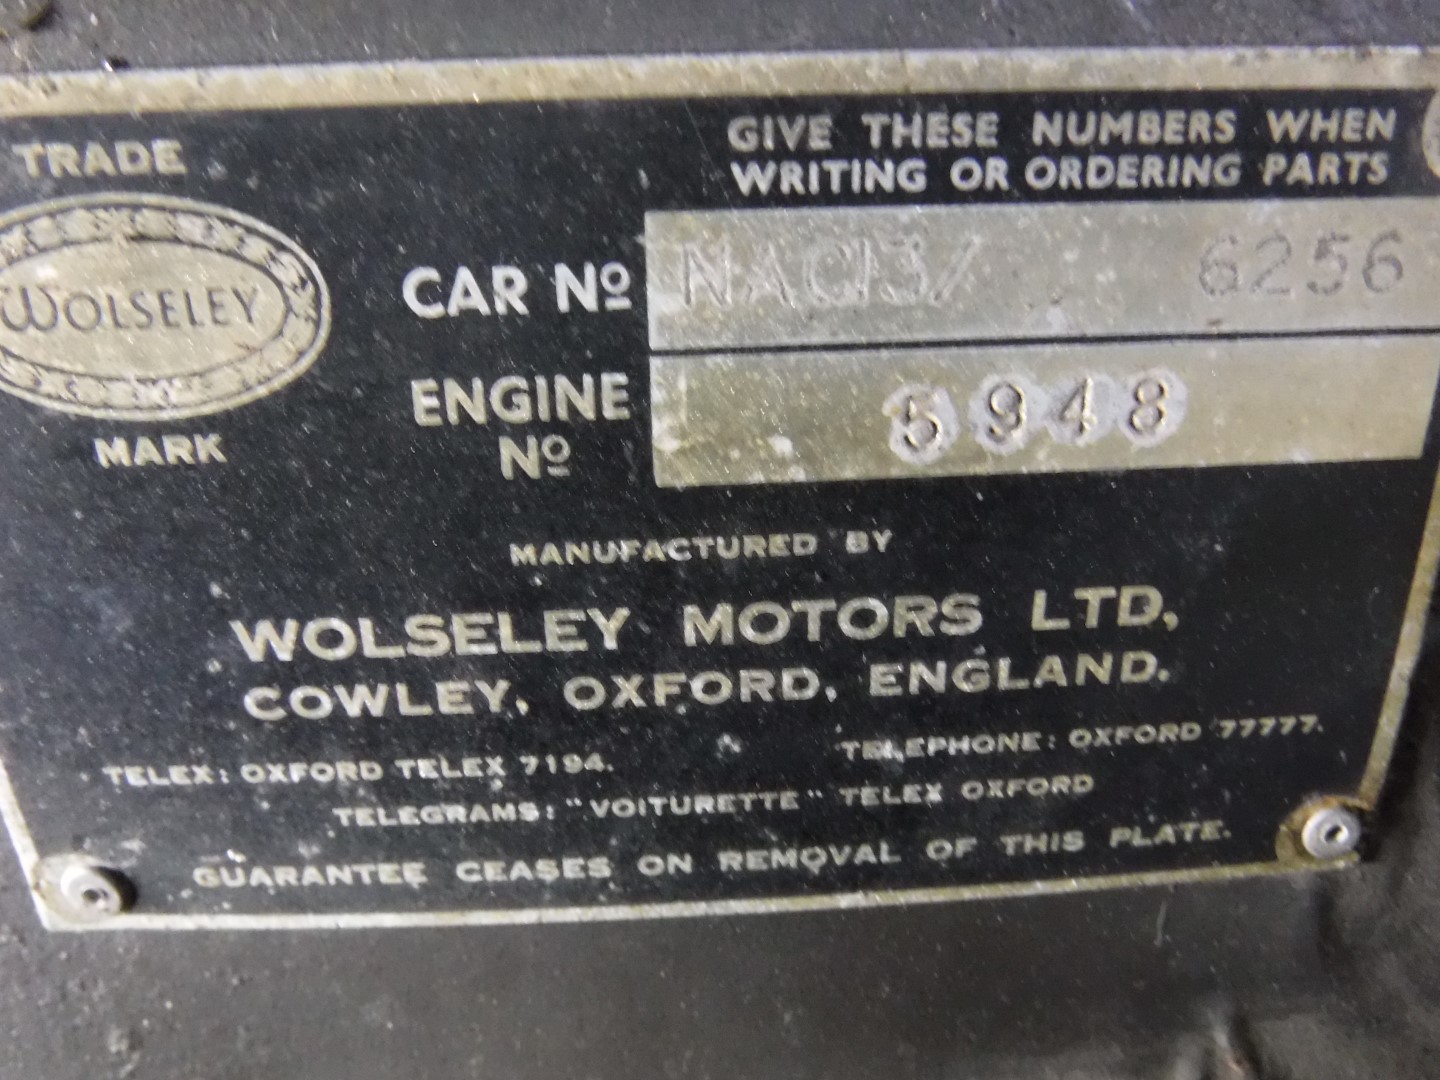 TRADE
WOLSELEY
MARK
GIVE THESE NUMBERS WHEN
WRITING OR ORDERING PARTS
CAR Nº NAC13/ 6256
ENGINE
Nº
5948
MANUFACTURED BY
WOLSELEY MOTORS LTD,
COWLEY, OXFORD, ENGLAND.
TELEX: OXFORD TELEX 7194. TELEPHONE: OXFORD 77777.
TELEGRAMS: "VOITURETTE" TELEX OXFORD
GUARANTEE CEASES ON REMOVAL OF THIS PLATE.